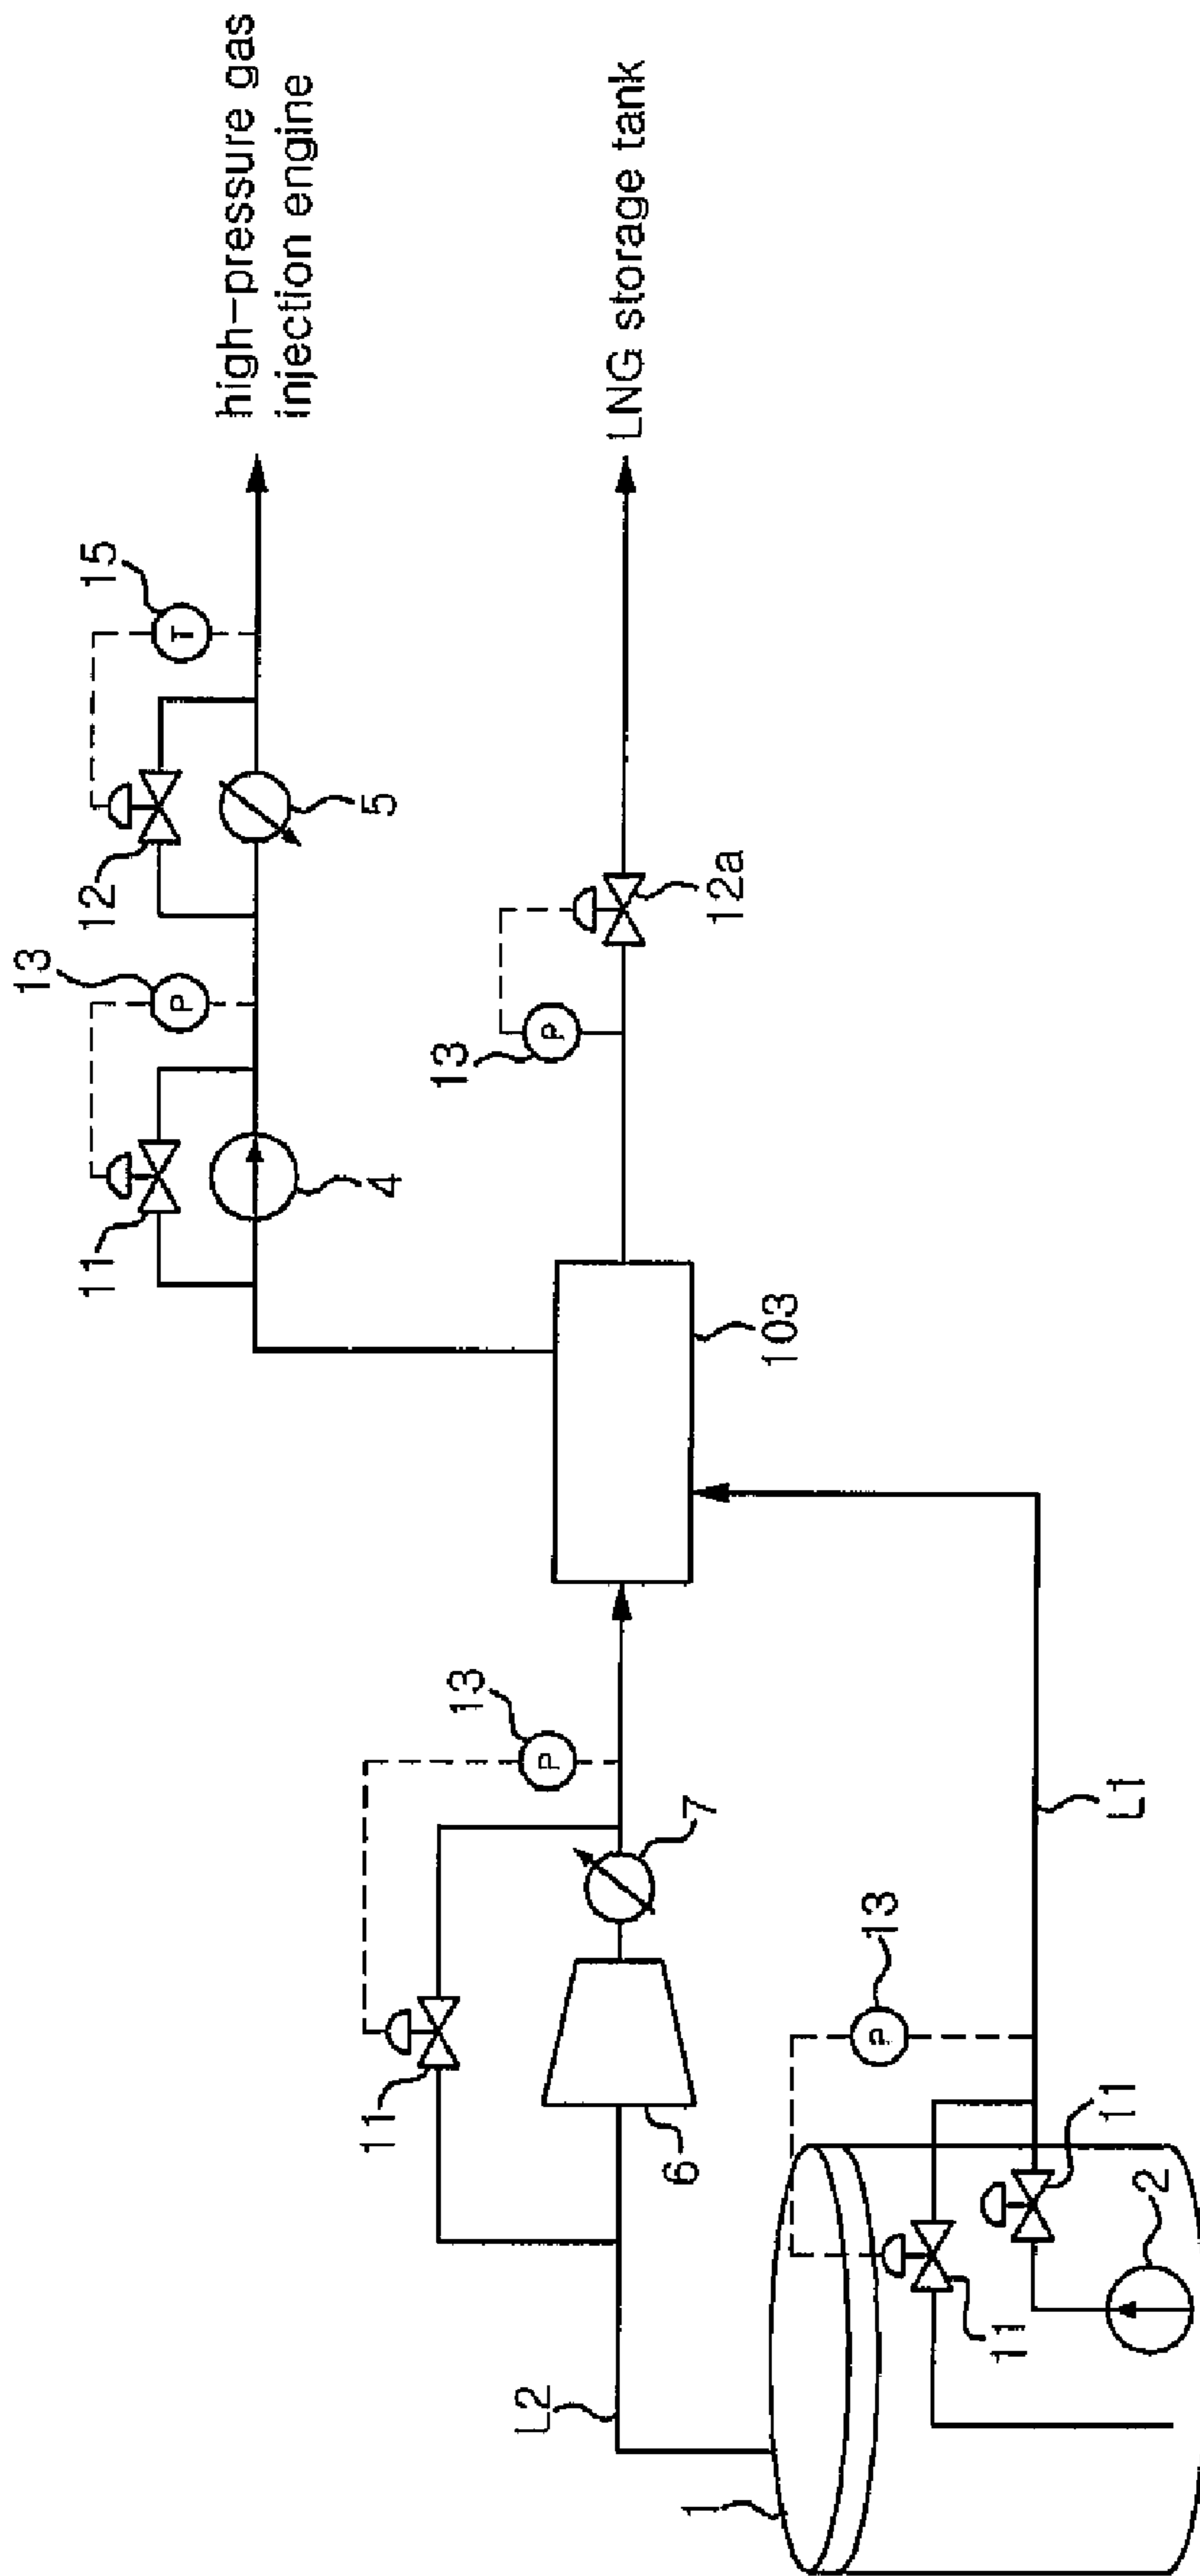 high-pressure gas
injection engine
LNG storage tank
15
T
12
5
13
P
11
4
13
P
12a
103
13
P
7
11
6
L1
13
P
11
11
2
L2
1